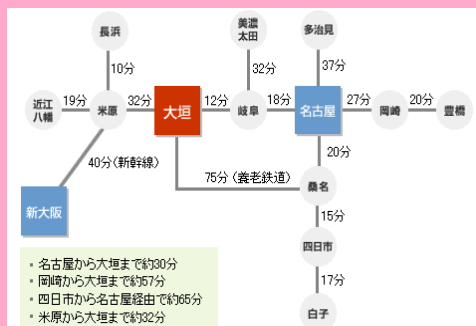 長浜
美濃
太田
多治見
10分
32分
37分
近江
八幡
19分
米原
32分
大垣
12分
岐阜
18分
名古屋
27分
岡崎
20分
豊橋
40分(新幹線)
75分(養老鉄道)
20分
新大阪
桑名
15分
四日市
17分
白子
・名古屋から大垣まで約30分
・岡崎から大垣まで約57分
・四日市から名古屋経由で約65分
・米原から大垣まで約32分